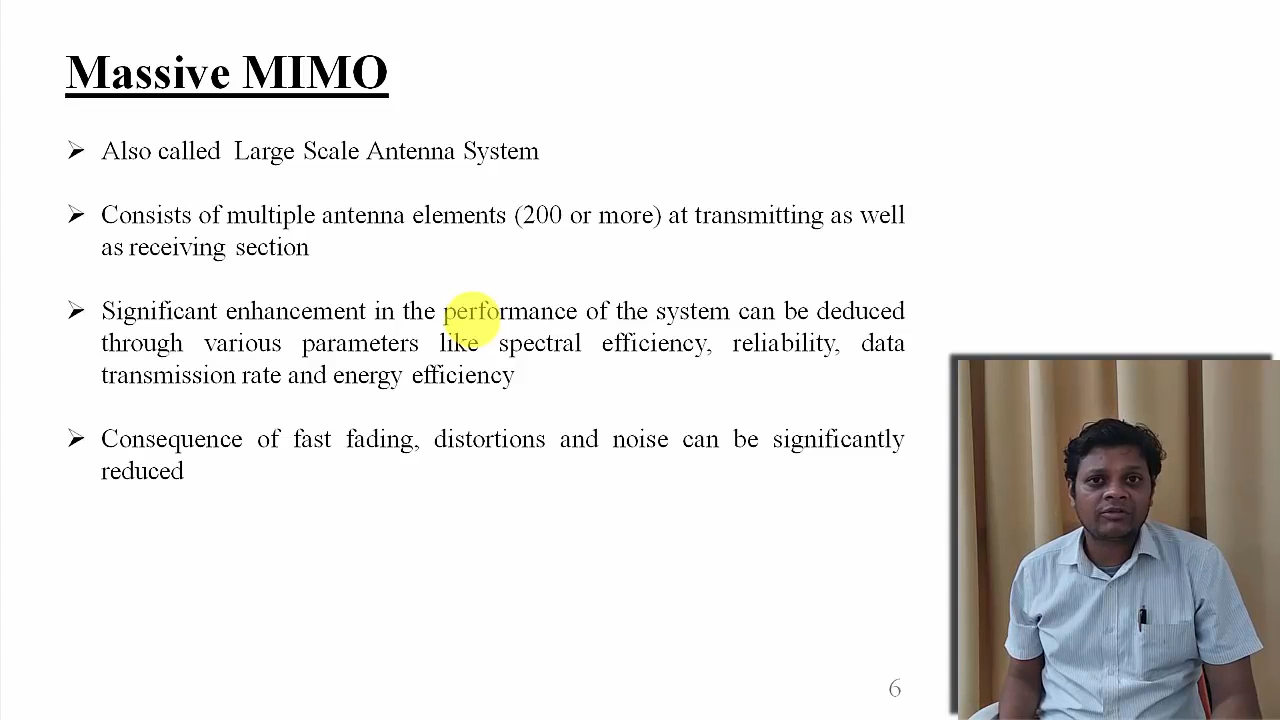 Massive MIMO
➢ Also called Large Scale Antenna System
➢ Consists of multiple antenna elements (200 or more) at transmitting as well
as receiving section
➢ Significant enhancement in the performance of the system can be deduced
through various parameters like spectral efficiency, reliability, data
transmission rate and energy efficiency
➢ Consequence of fast fading, distortions and noise can be significantly
reduced
6